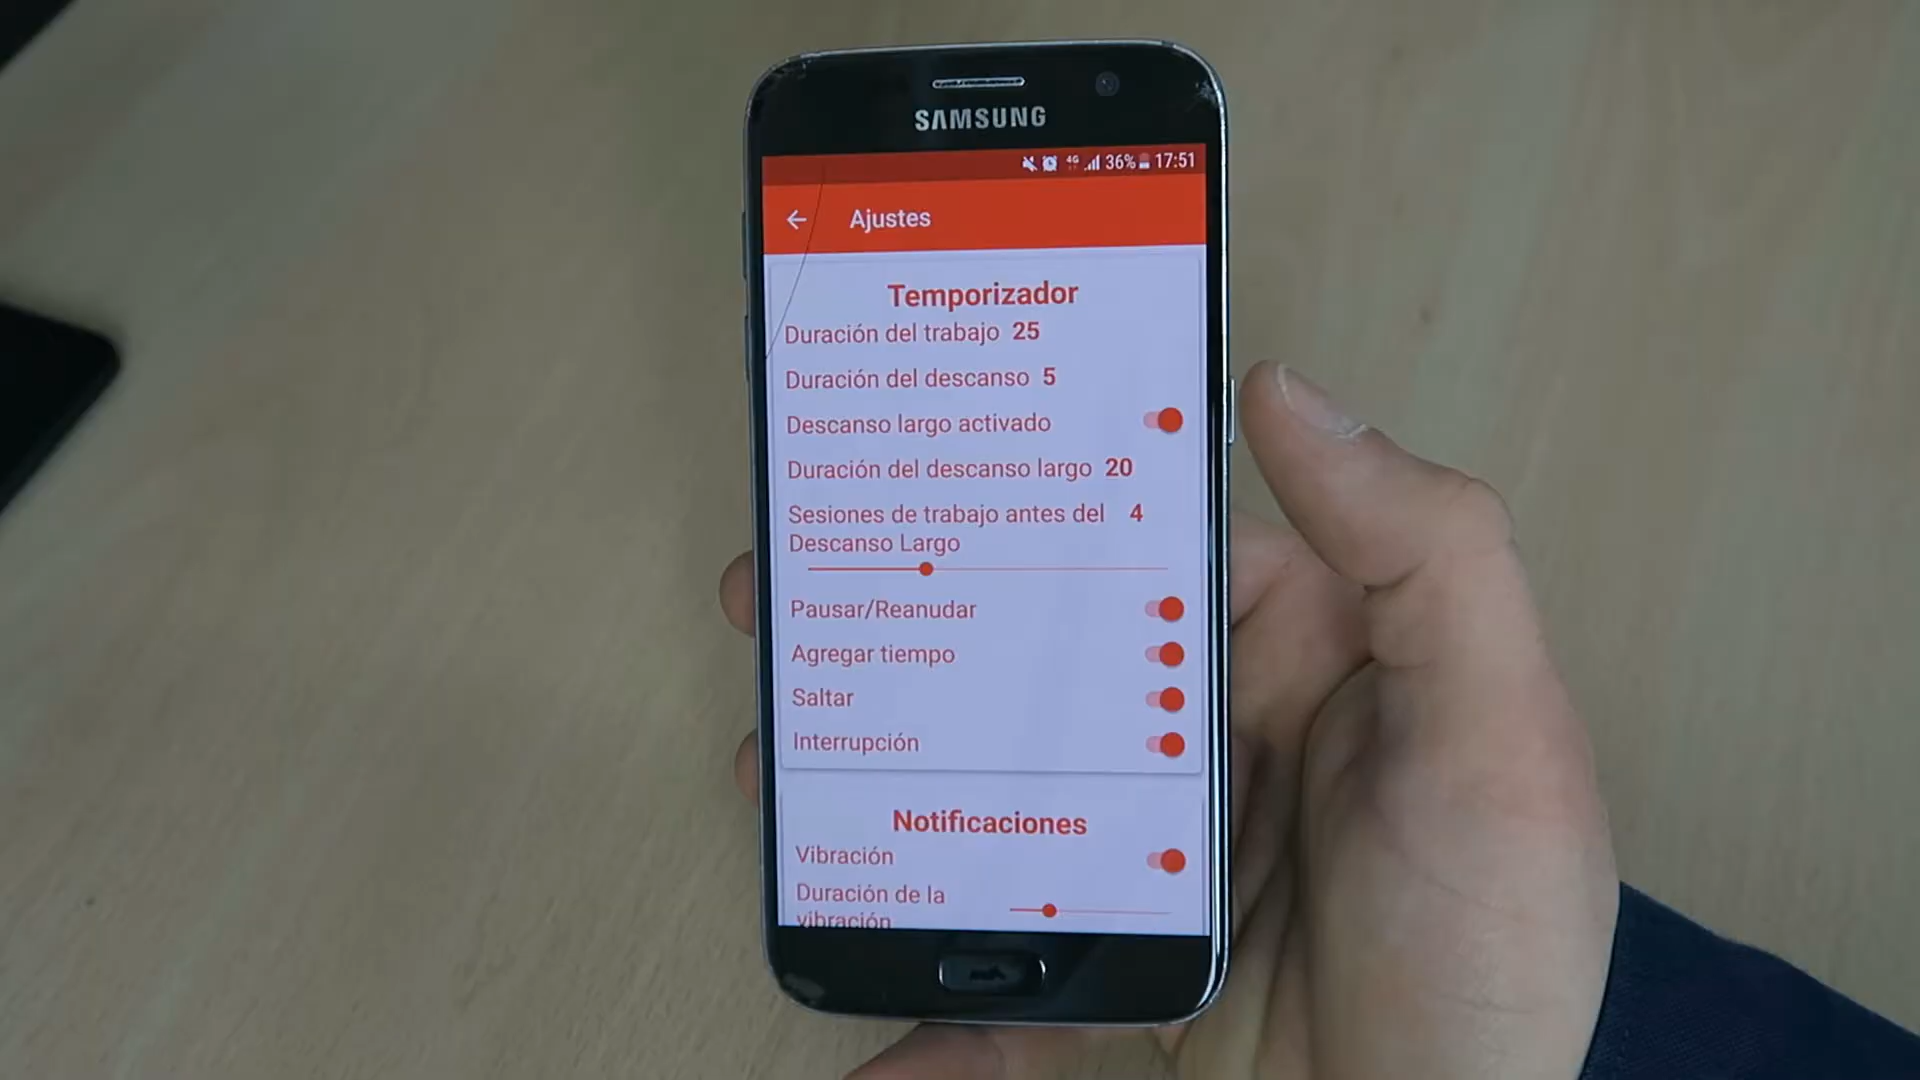 SAMSUNG
4G 36% 17:51
Ajustes
Temporizador
Duración del trabajo 25
Duración del descanso 5
Descanso largo activado
Duración del descanso largo 20
Sesiones de trabajo antes del 4
Descanso Largo
Pausar/Reanudar
Agregar tiempo
Saltar
Interrupción
Notificaciones
Vibración
Duración de la
vibración